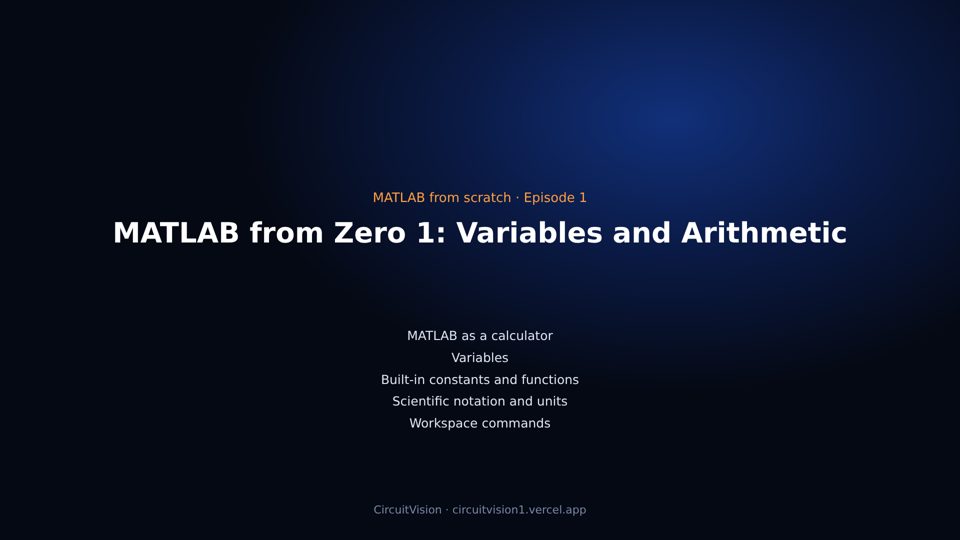 MATLAB from scratch · Episode 1
MATLAB from Zero 1: Variables and Arithmetic
MATLAB as a calculator
Variables
Built-in constants and functions
Scientific notation and units
Workspace commands
CircuitVision · circuitvision1.vercel.app